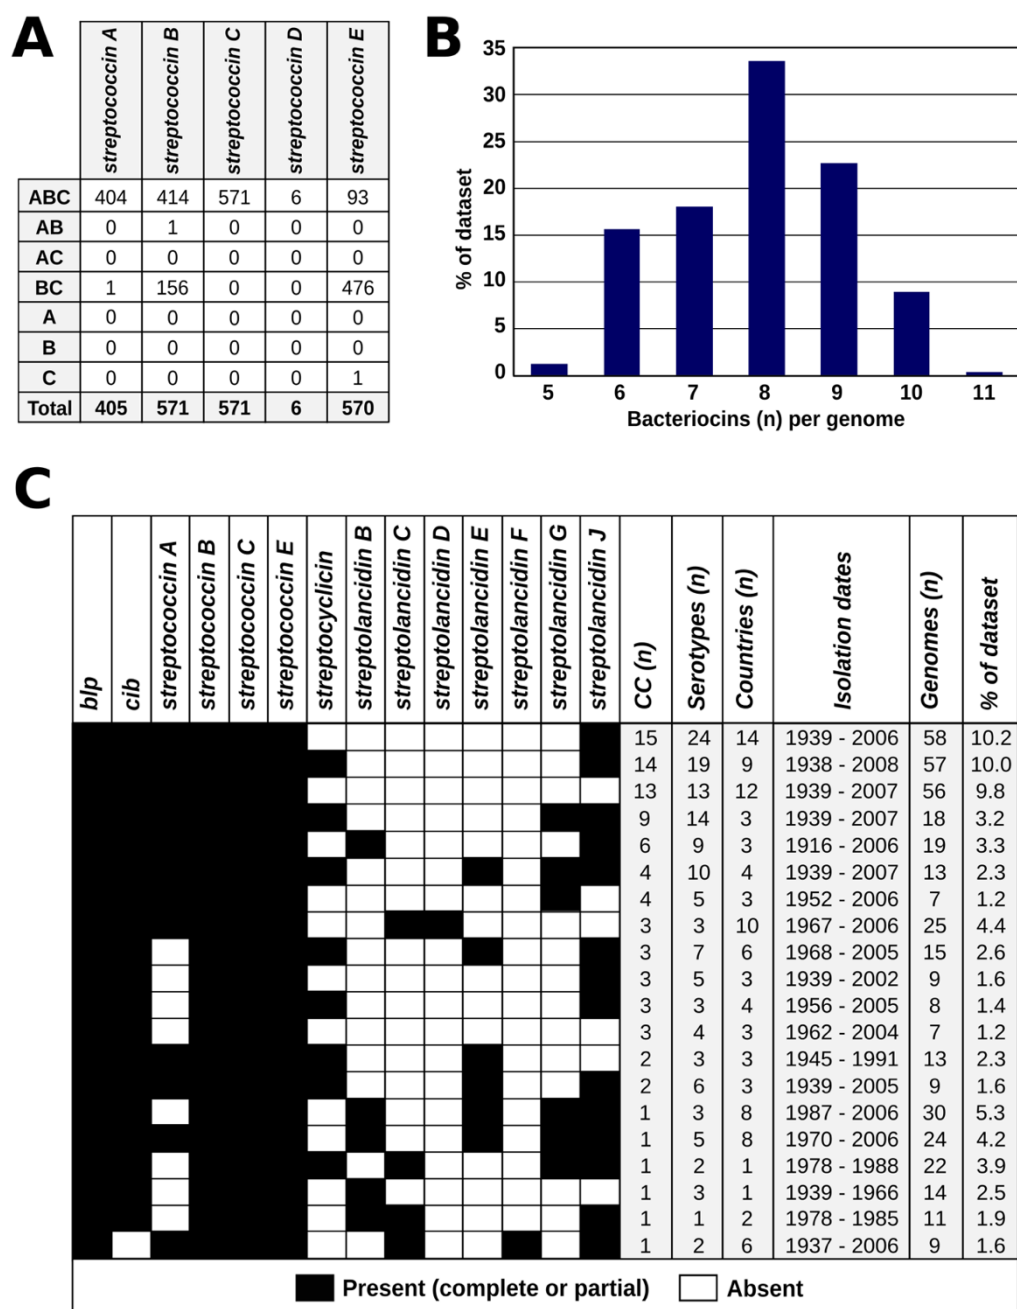 A
streptococcin A streptococcin B streptococcin C streptococcin D streptococcin E
ABC 404 414 571 6 93
AB 0 1 0 0 0
AC 0 0 0 0 0
BC 1 156 0 0 476
A 0 0 0 0 0
B 0 0 0 0 0
C 0 0 0 0 1
Total 405 571 571 6 570
B
% of dataset
35
30
25
20
15
10
5
0
5 6 7 8 9 10 11
Bacteriocins (n) per genome
C
blp cib streptococcin A streptococcin B streptococcin C streptococcin E streptocyclicin streptolancidin B streptolancidin C streptolancidin D streptolancidin E streptolancidin F streptolancidin G streptolancidin J CC (n) Serotypes (n) Countries (n) Isolation dates Genomes (n) % of dataset
15 24 14 1939 - 2006 58 10.2
14 19 9 1938 - 2008 57 10.0
13 13 12 1939 - 2007 56 9.8
9 14 3 1939 - 2007 18 3.2
6 9 3 1916 - 2006 19 3.3
4 10 4 1939 - 2007 13 2.3
4 5 3 1952 - 2006 7 1.2
3 3 10 1967 - 2006 25 4.4
3 7 6 1968 - 2005 15 2.6
3 5 3 1939 - 2002 9 1.6
3 3 4 1956 - 2005 8 1.4
3 4 3 1962 - 2004 7 1.2
2 3 3 1945 - 1991 13 2.3
2 6 3 1939 - 2005 9 1.6
1 3 8 1987 - 2006 30 5.3
1 5 8 1970 - 2006 24 4.2
1 2 1 1978 - 1988 22 3.9
1 3 1 1939 - 1966 14 2.5
1 1 2 1978 - 1985 11 1.9
1 2 6 1937 - 2006 9 1.6
Present (complete or partial) Absent